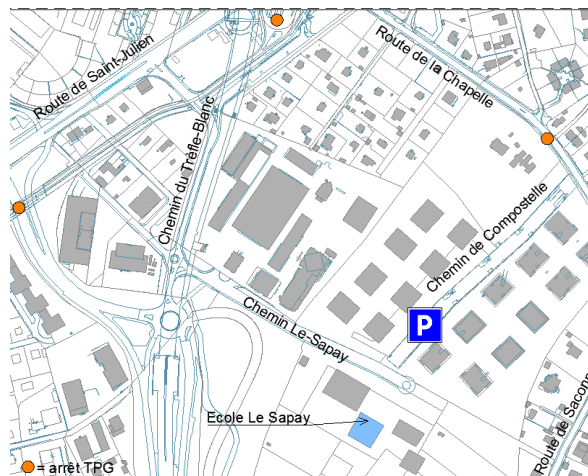 Route de Saint-Julien
Route de la Chapelle
Chemin du Trèfle-Blanc
Chemin de Compostelle
Chemin Le-Sapay
P
Ecole Le Sapay
Route de Saconn
= arrêt TPG